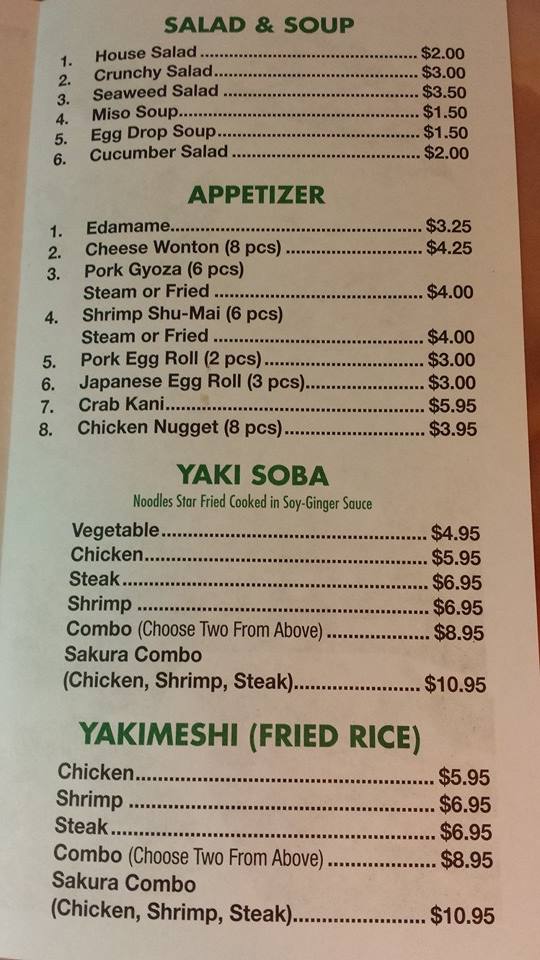 SALAD & SOUP
1. House Salad ........................................ $2.00
2. Crunchy Salad...................................... $3.00
3. Seaweed Salad ..................................... $3.50
4. Miso Soup............................................ $1.50
5. Egg Drop Soup..................................... $1.50
6. Cucumber Salad ................................... $2.00
APPETIZER
1. Edamame............................................. $3.25
2. Cheese Wonton (8 pcs) ......................... $4.25
3. Pork Gyoza (6 pcs)
Steam or Fried ...................................... $4.00
4. Shrimp Shu-Mai (6 pcs)
Steam or Fried ...................................... $4.00
5. Pork Egg Roll (2 pcs)............................. $3.00
6. Japanese Egg Roll (3 pcs)...................... $3.00
7. Crab Kani.............................................. $5.95
8. Chicken Nugget (8 pcs)......................... $3.95
YAKI SOBA
Noodles Star Fried Cooked in Soy-Ginger Sauce
Vegetable................................................ $4.95
Chicken................................................... $5.95
Steak....................................................... $6.95
Shrimp .................................................... $6.95
Combo (Choose Two From Above) .................. $8.95
Sakura Combo
(Chicken, Shrimp, Steak)....................... $10.95
YAKIMESHI (FRIED RICE)
Chicken..................................................... $5.95
Shrimp ...................................................... $6.95
Steak......................................................... $6.95
Combo (Choose Two From Above) ................... $8.95
Sakura Combo
(Chicken, Shrimp, Steak)........................ $10.95